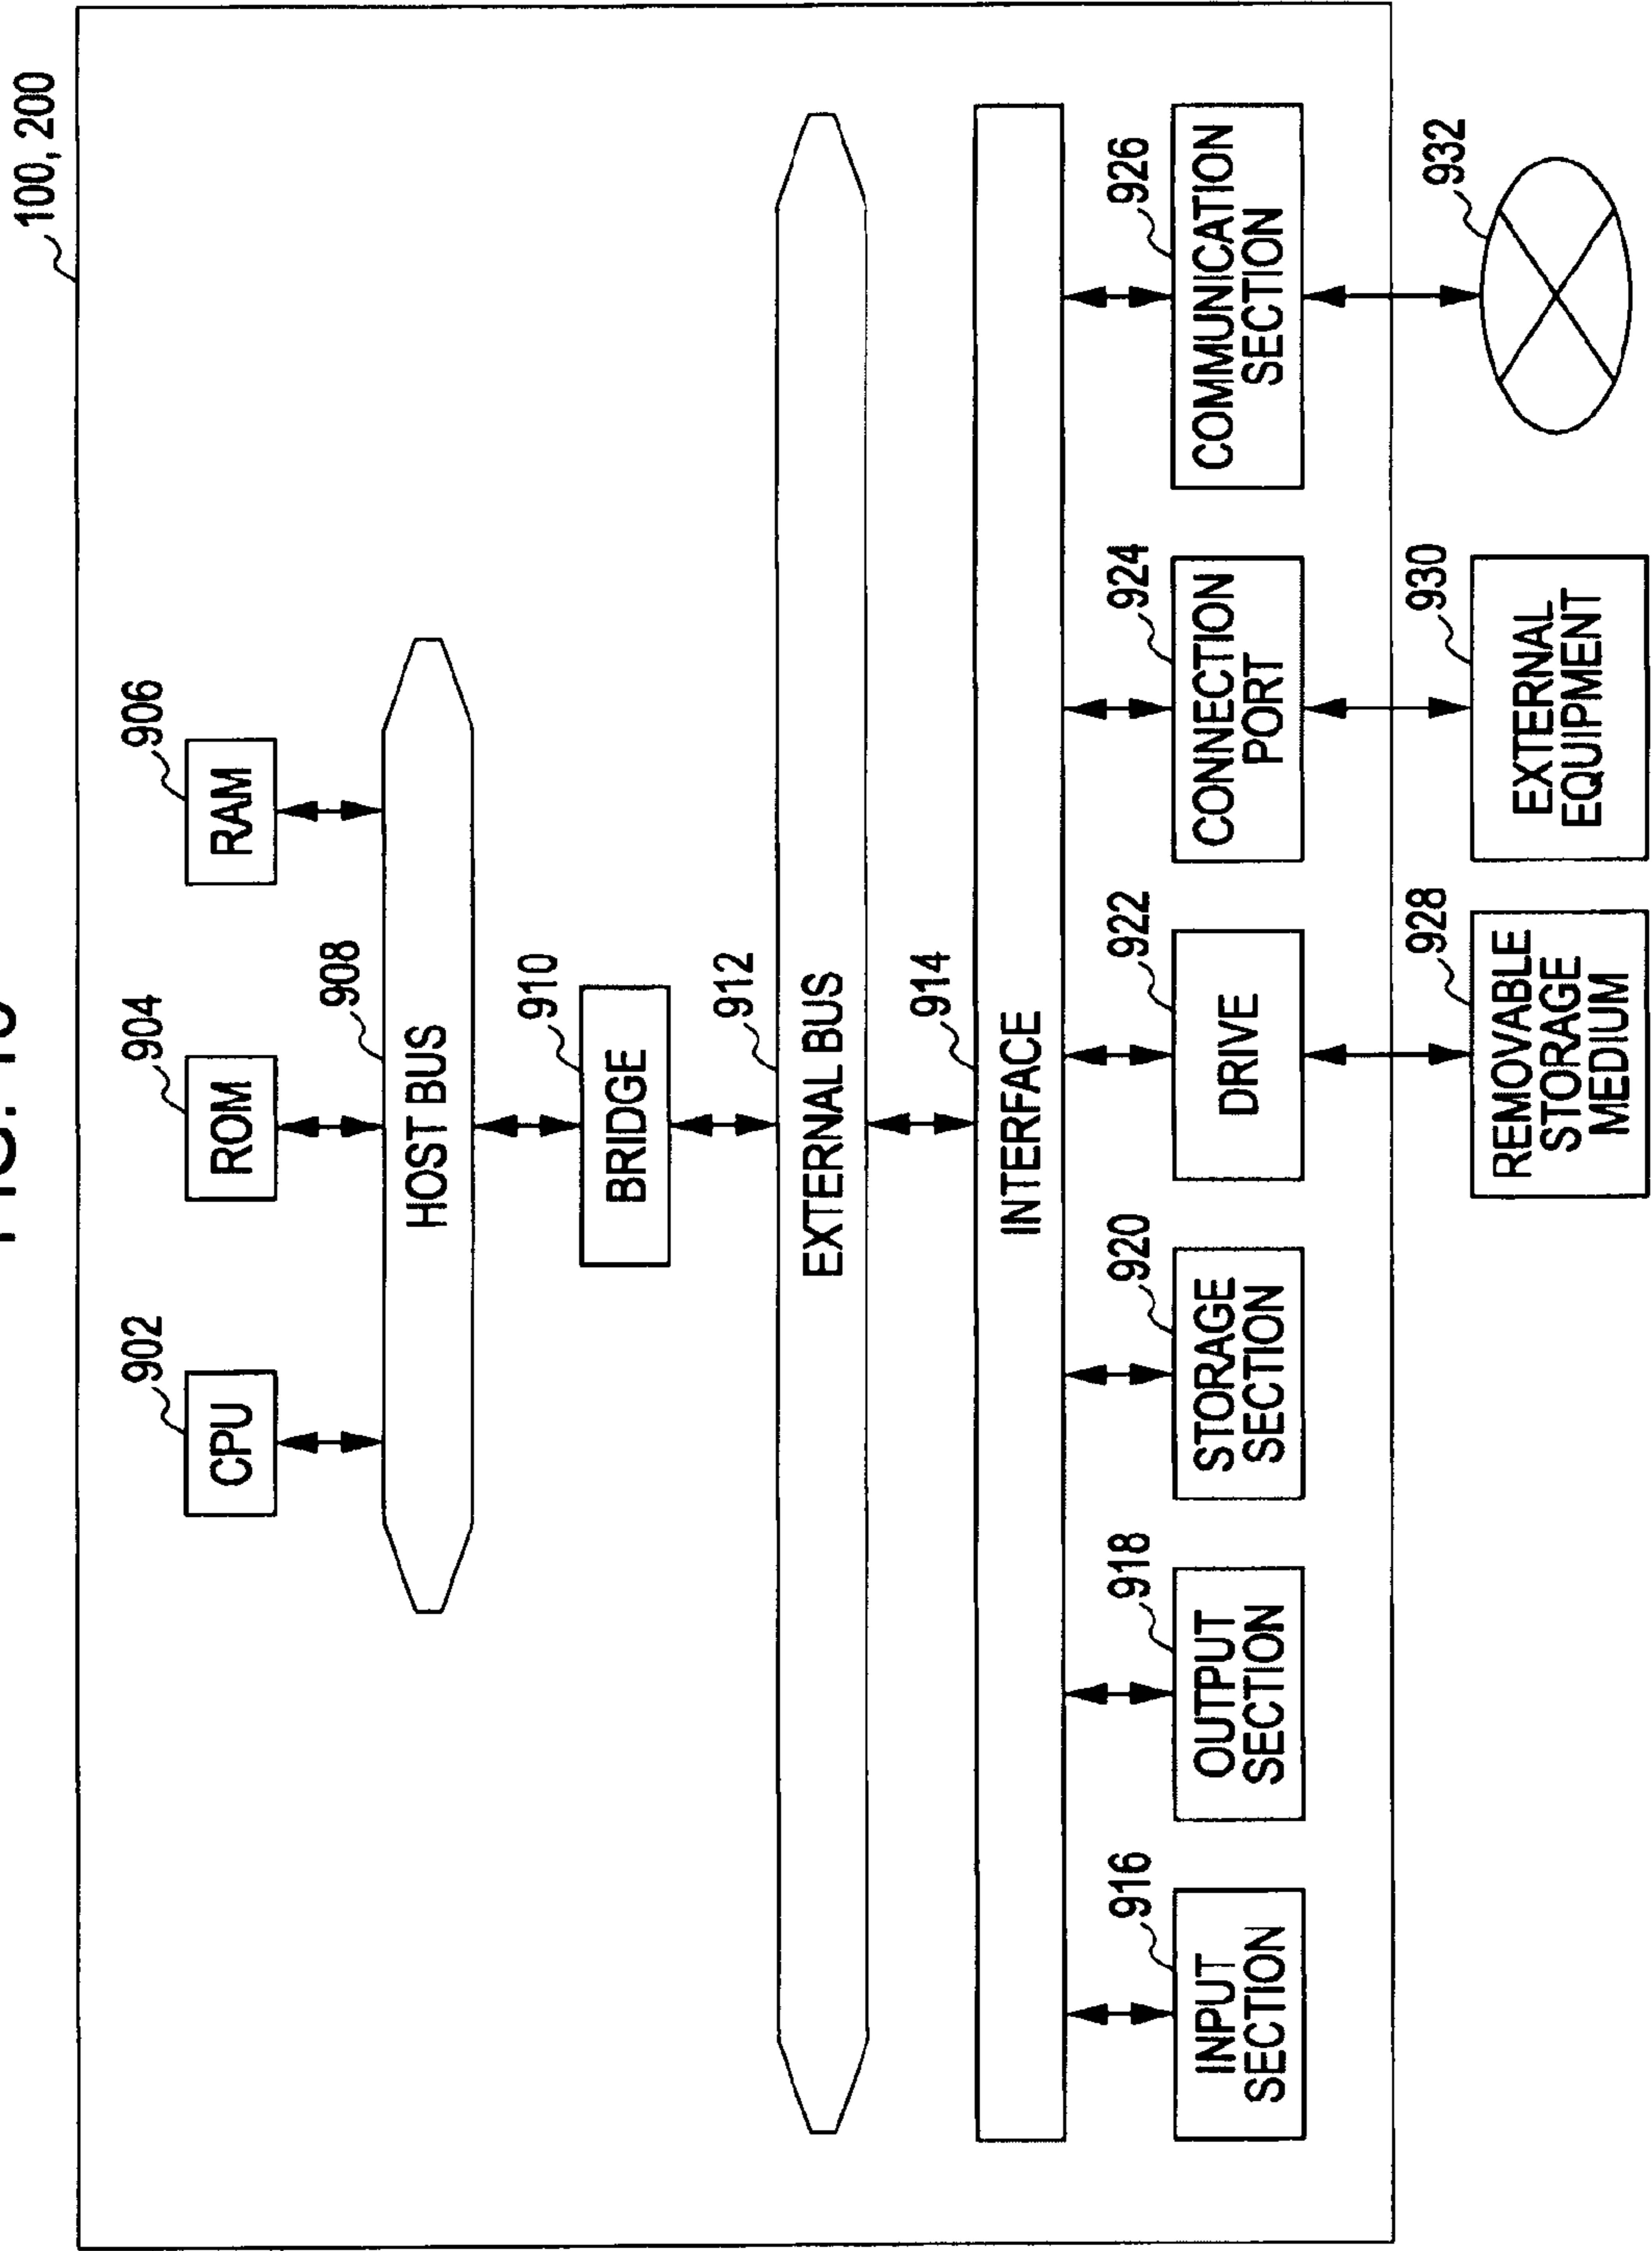 100, 200
902
904
906
CPU
ROM
RAM
908
HOST BUS
910
BRIDGE
912
EXTERNAL BUS
914
INTERFACE
916
918
920
922
924
926
INPUT
SECTION
OUTPUT
SECTION
STORAGE
SECTION
DRIVE
CONNECTION
PORT
COMMUNICATION
SECTION
928
930
932
REMOVABLE
STORAGE
MEDIUM
EXTERNAL
EQUIPMENT